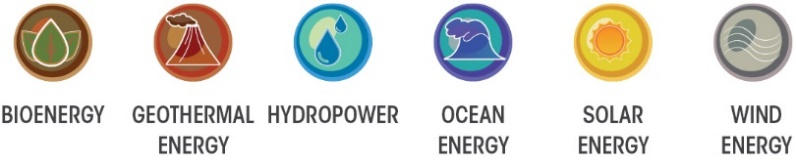 BIOENERGY
GEOTHERMAL
ENERGY
HYDROPOWER
OCEAN
ENERGY
SOLAR
ENERGY
WIND
ENERGY